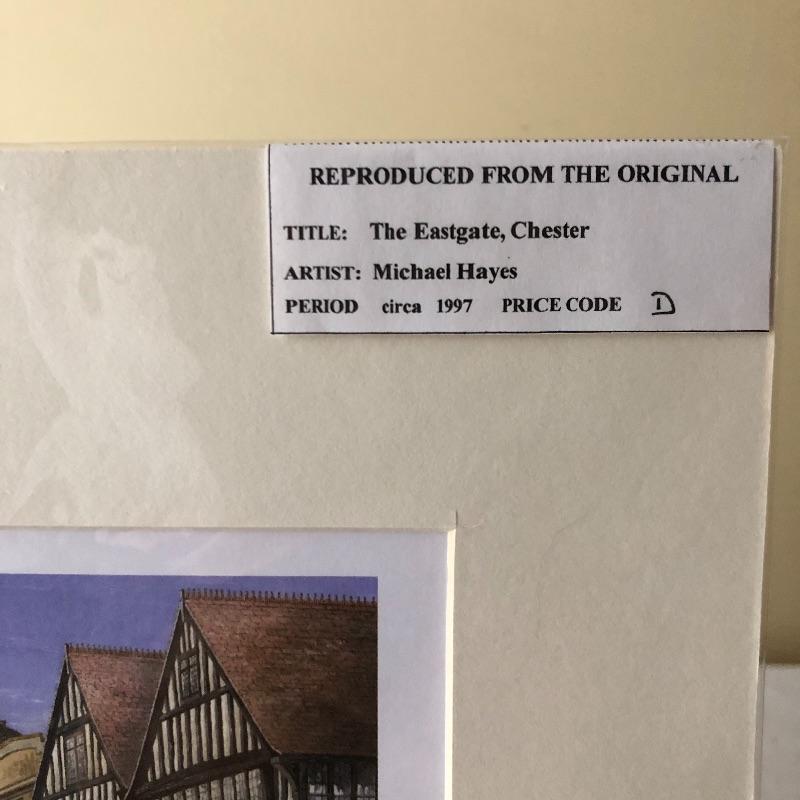 REPRODUCED FROM THE ORIGINAL
TITLE: The Eastgate, Chester
ARTIST: Michael Hayes
PERIOD circa 1997 PRICE CODE D